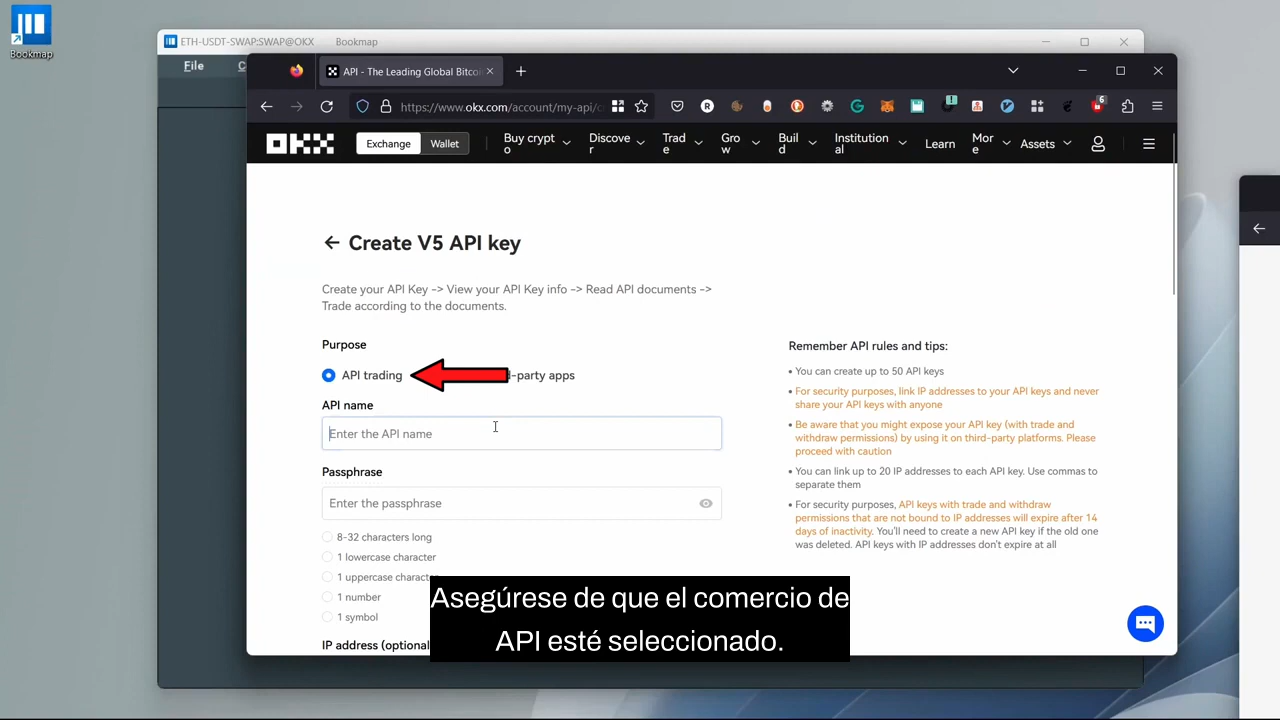 Bookmap
ETH-USDT-SWAP:SWAP@OKX
Bookmap
File
C
API - The Leading Global Bitcoi
https://www.okx.com/account/my-api/c
6
OKX
Exchange
Wallet
Buy crypt
o
Discove
r
Trad
e
Gro
w
Buil
d
Institution
al
Learn
Mor
e
Assets
Create V5 API key
Create your API Key -> View your API Key info -> Read API documents ->
Trade according to the documents.
Purpose
API trading
d-party apps
API name
Enter the API name
Passphrase
Enter the passphrase
8-32 characters long
1 lowercase character
1 uppercase characte
1 number
1 symbol
IP address (optional
Remember API rules and tips:
• You can create up to 50 API keys
• For security purposes, link IP addresses to your API keys and never
share your API keys with anyone
• Be aware that you might expose your API key (with trade and
withdraw permissions) by using it on third-party platforms. Please
proceed with caution
• You can link up to 20 IP addresses to each API key. Use commas to
separate them
• For security purposes, API keys with trade and withdraw
permissions that are not bound to IP addresses will expire after 14
days of inactivity. You'll need to create a new API key if the old one
was deleted. API keys with IP addresses don't expire at all
Asegúrese de que el comercio de
API esté seleccionado.